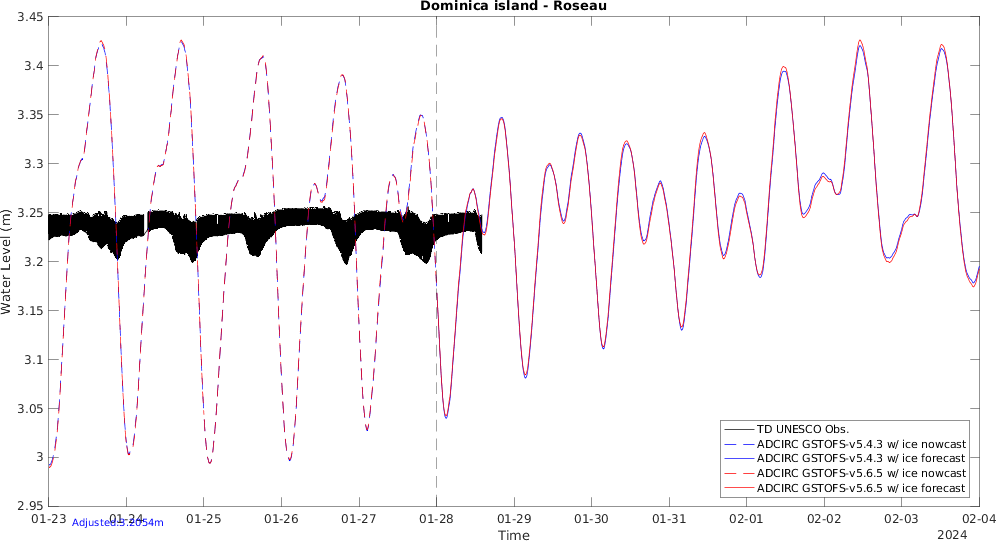 Dominica island - Roseau
3.45
3.4
3.35
3.3
3.25
3.2
3.15
3.1
3.05
3
2.95
Water Level (m)
01-23
01-24
01-25
01-26
01-27
01-28
01-29
01-30
01-31
02-01
02-02
02-03
02-04
Adjusted:3.2054m
Time
2024
TD UNESCO Obs.
ADCIRC GSTOFS-v5.4.3 w/ ice nowcast
ADCIRC GSTOFS-v5.4.3 w/ ice forecast
ADCIRC GSTOFS-v5.6.5 w/ ice nowcast
ADCIRC GSTOFS-v5.6.5 w/ ice forecast